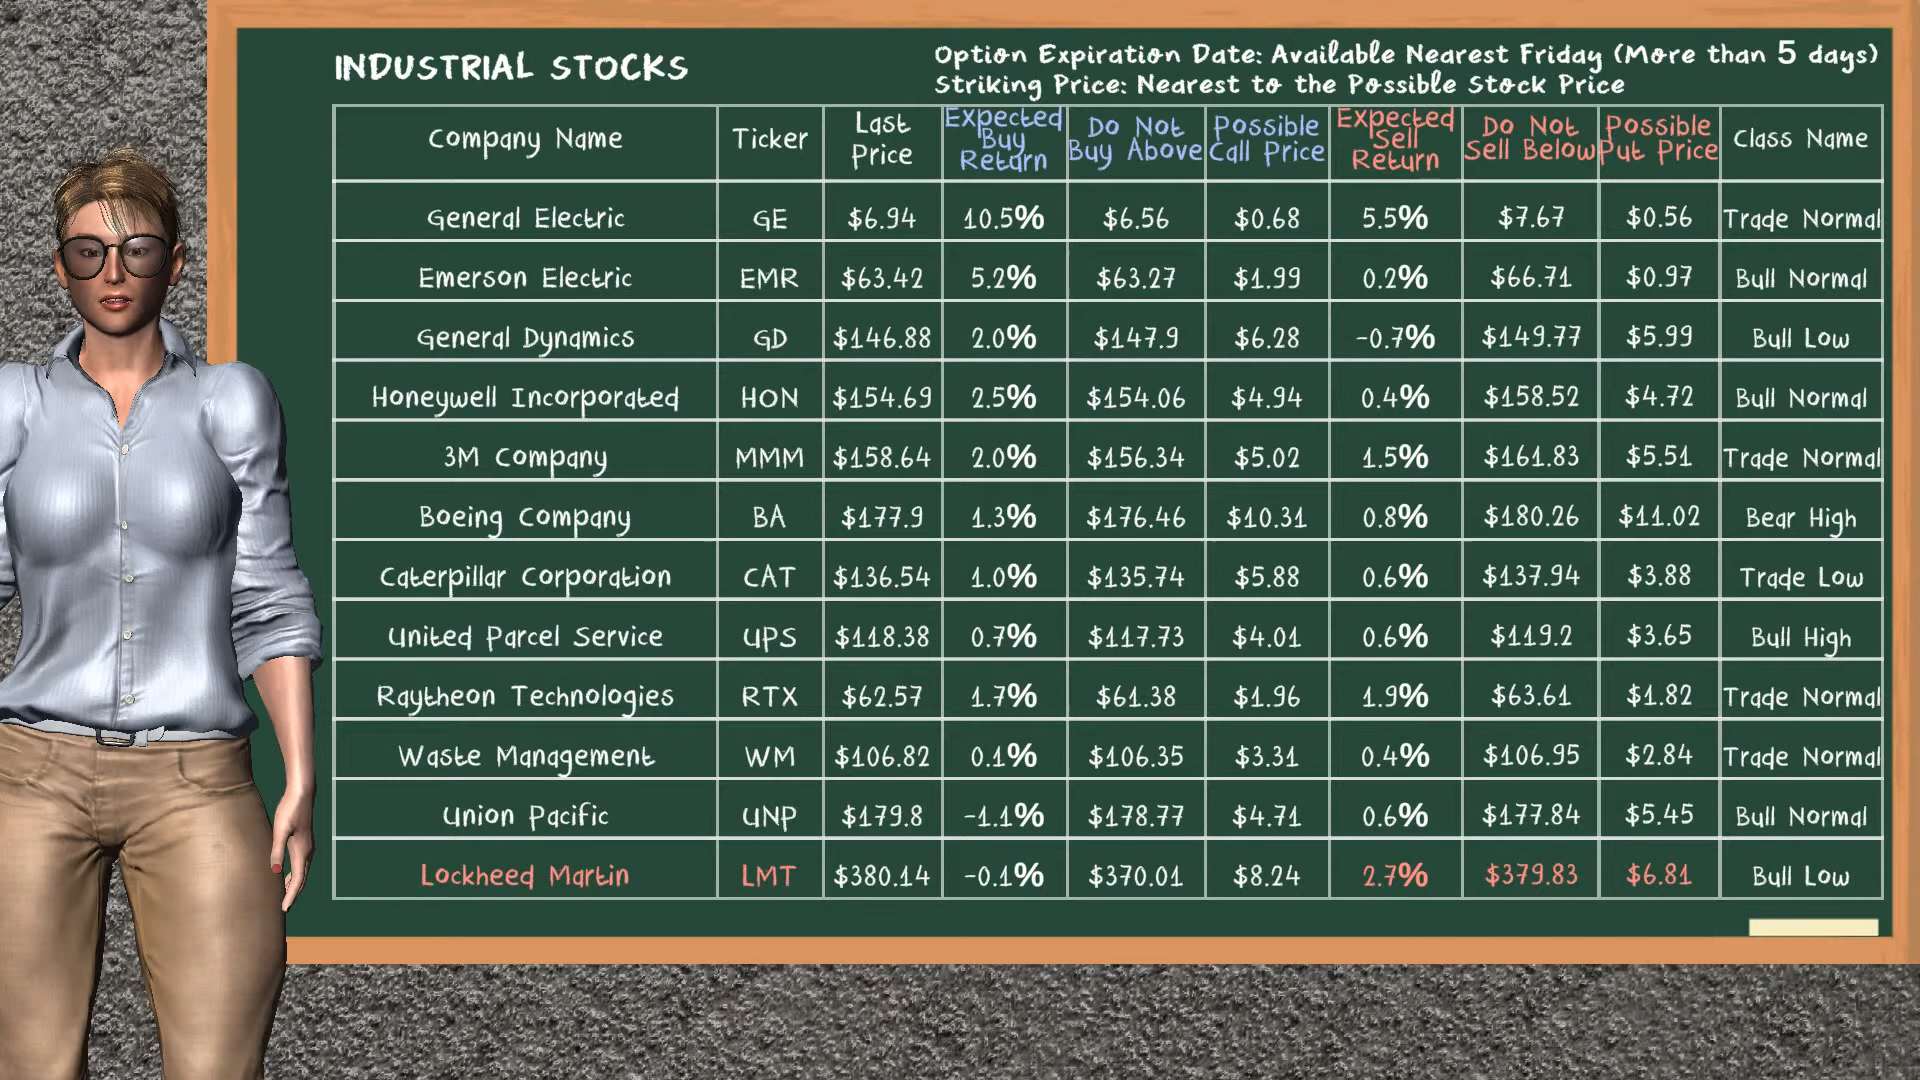 INDUSTRIAL STOCKS
Option Expiration Date: Available Nearest Friday (More than 5 days)
Striking Price: Nearest to the Possible Stock Price
Company Name Ticker Last Price Expected Buy Return Do Not Buy Above Possible Call Price Expected Sell Return Do Not Sell Below Possible Put Price Class Name
General Electric GE $6.94 10.5% $6.56 $0.68 5.5% $7.67 $0.56 Trade Normal
Emerson Electric EMR $63.42 5.2% $63.27 $1.99 0.2% $66.71 $0.97 Bull Normal
General Dynamics GD $146.88 2.0% $147.9 $6.28 -0.7% $149.77 $5.99 Bull Low
Honeywell Incorporated HON $154.69 2.5% $154.06 $4.94 0.4% $158.52 $4.72 Bull Normal
3M Company MMM $158.64 2.0% $156.34 $5.02 1.5% $161.83 $5.51 Trade Normal
Boeing Company BA $177.9 1.3% $176.46 $10.31 0.8% $180.26 $11.02 Bear High
Caterpillar Corporation CAT $136.54 1.0% $135.74 $5.88 0.6% $137.94 $3.88 Trade Low
United Parcel Service UPS $118.38 0.7% $117.73 $4.01 0.6% $119.2 $3.65 Bull High
Raytheon Technologies RTX $62.57 1.7% $61.38 $1.96 1.9% $63.61 $1.82 Trade Normal
Waste Management WM $106.82 0.1% $106.35 $3.31 0.4% $106.95 $2.84 Trade Normal
Union Pacific UNP $179.8 -1.1% $178.77 $4.71 0.6% $177.84 $5.45 Bull Normal
Lockheed Martin LMT $380.14 -0.1% $370.01 $8.24 2.7% $379.83 $6.81 Bull Low